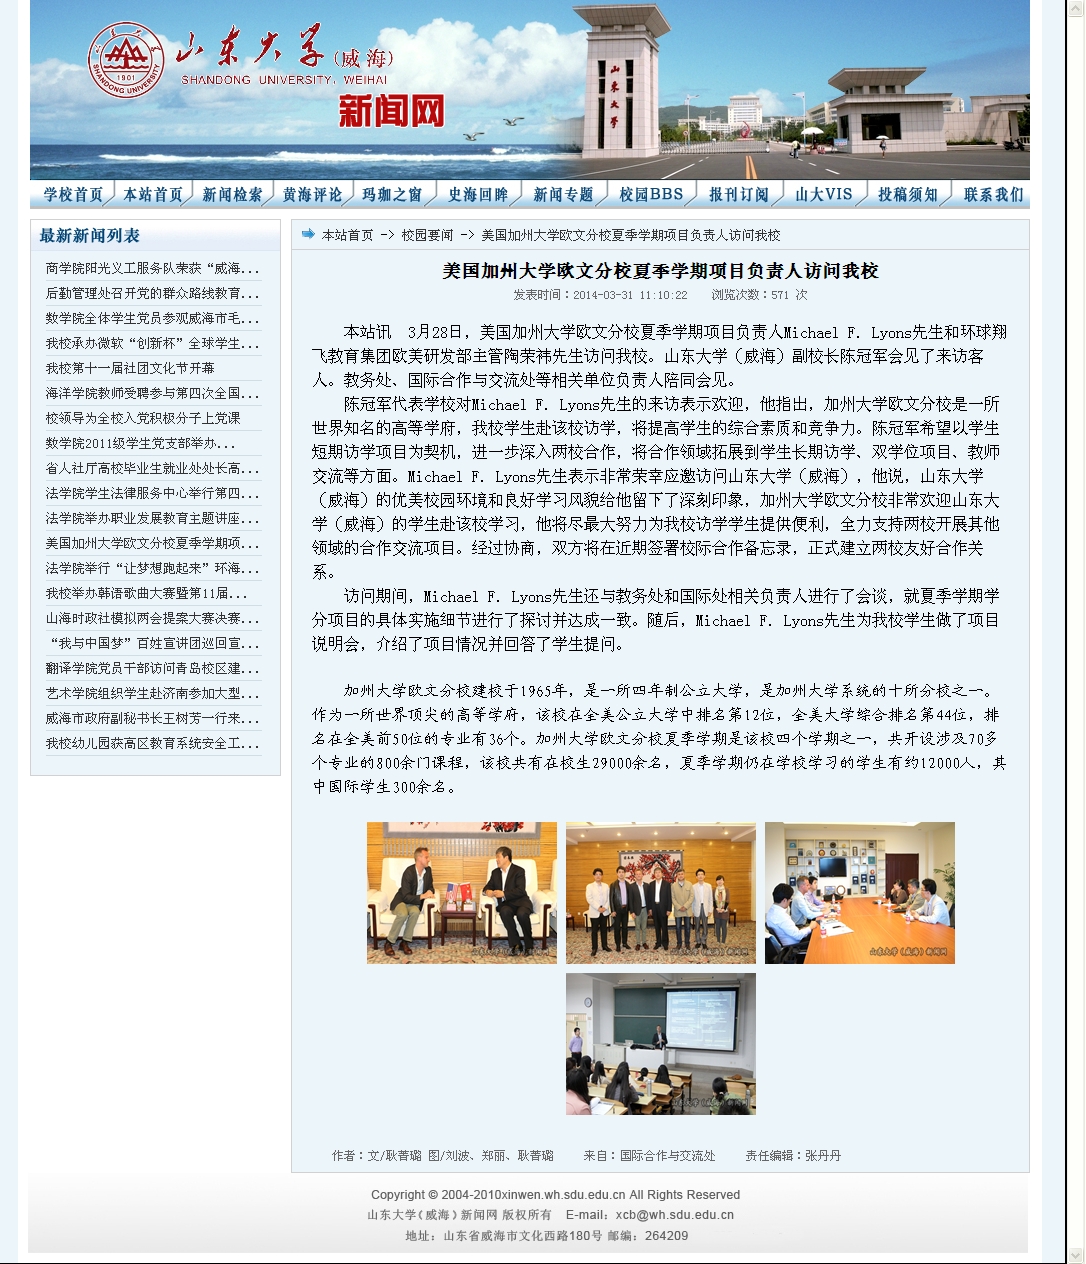 山东大学(威海)
SHANDONG UNIVERSITY, WEIHAI
SHANDONG UNIVERSITY
1901
新闻网
山东大学
学校首页 本站首页 新闻检索 黄海评论 玛珈之窗 史海回眸 新闻专题 校园BBS 报刊订阅 山大VIS 投稿须知 联系我们
最新新闻列表
商学院阳光义工服务队荣获“威海...
后勤管理处召开党的群众路线教育...
数学院全体学生党员参观威海市毛...
我校承办微软“创新杯”全球学生...
我校第十一届社团文化节开幕
海洋学院教师受聘参与第四次全国...
校领导为全校入党积极分子上党课
数学院2011级学生党支部举办...
省人社厅高校毕业生就业处处长高...
法学院学生法律服务中心举行第四...
法学院举办职业发展教育主题讲座...
美国加州大学欧文分校夏季学期项...
法学院举行“让梦想跑起来”环海...
我校举办韩语歌曲大赛暨第11届...
山海时政社模拟两会提案大赛决赛...
“我与中国梦”百姓宣讲团巡回宣...
翻译学院党员干部访问青岛校区建...
艺术学院组织学生赴济南参加大型...
威海市政府副秘书长王树芳一行来...
我校幼儿园获高区教育系统安全工...
本站首页 -> 校园要闻 -> 美国加州大学欧文分校夏季学期项目负责人访问我校
美国加州大学欧文分校夏季学期项目负责人访问我校
发表时间：2014-03-31 11:10:22 浏览次数：571 次
本站讯 3月28日，美国加州大学欧文分校夏季学期项目负责人Michael F. Lyons先生和环球翔
飞教育集团欧美研发部主管陶荣祎先生访问我校。山东大学（威海）副校长陈冠军会见了来访客
人。教务处、国际合作与交流处等相关单位负责人陪同会见。
陈冠军代表学校对Michael F. Lyons先生的来访表示欢迎，他指出，加州大学欧文分校是一所
世界知名的高等学府，我校学生赴该校访学，将提高学生的综合素质和竞争力。陈冠军希望以学生
短期访学项目为契机，进一步深入两校合作，将合作领域拓展到学生长期访学、双学位项目、教师
交流等方面。Michael F. Lyons先生表示非常荣幸应邀访问山东大学（威海），他说，山东大学
（威海）的优美校园环境和良好学习风貌给他留下了深刻印象，加州大学欧文分校非常欢迎山东大
学（威海）的学生赴该校学习，他将尽最大努力为我校访学学生提供便利，全力支持两校开展其他
领域的合作交流项目。经过协商，双方将在近期签署校际合作备忘录，正式建立两校友好合作关
系。
访问期间，Michael F. Lyons先生还与教务处和国际处相关负责人进行了会谈，就夏季学期学
分项目的具体实施细节进行了探讨并达成一致。随后，Michael F. Lyons先生为我校学生做了项目
说明会，介绍了项目情况并回答了学生提问。
加州大学欧文分校建校于1965年，是一所四年制公立大学，是加州大学系统的十所分校之一。
作为一所世界顶尖的高等学府，该校在全美公立大学中排名第12位，全美大学综合排名第44位，排
名在全美前50位的专业有36个。加州大学欧文分校夏季学期是该校四个学期之一，共开设涉及70多
个专业的800余门课程，该校共有在校生29000余名，夏季学期仍在学校学习的学生有约12000人，其
中国际学生300余名。
山东大学（威海）新闻网
山东大学（威海）新闻网
山东大学（威海）新闻网
山东大学（威海）新闻网
作者：文/耿菁璐 图/刘波、郑丽、耿菁璐 来自：国际合作与交流处 责任编辑：张丹丹
Copyright © 2004-2010xinwen.wh.sdu.edu.cn All Rights Reserved
山东大学(威海)新闻网 版权所有 E-mail：xcb@wh.sdu.edu.cn
地址：山东省威海市文化西路180号 邮编：264209